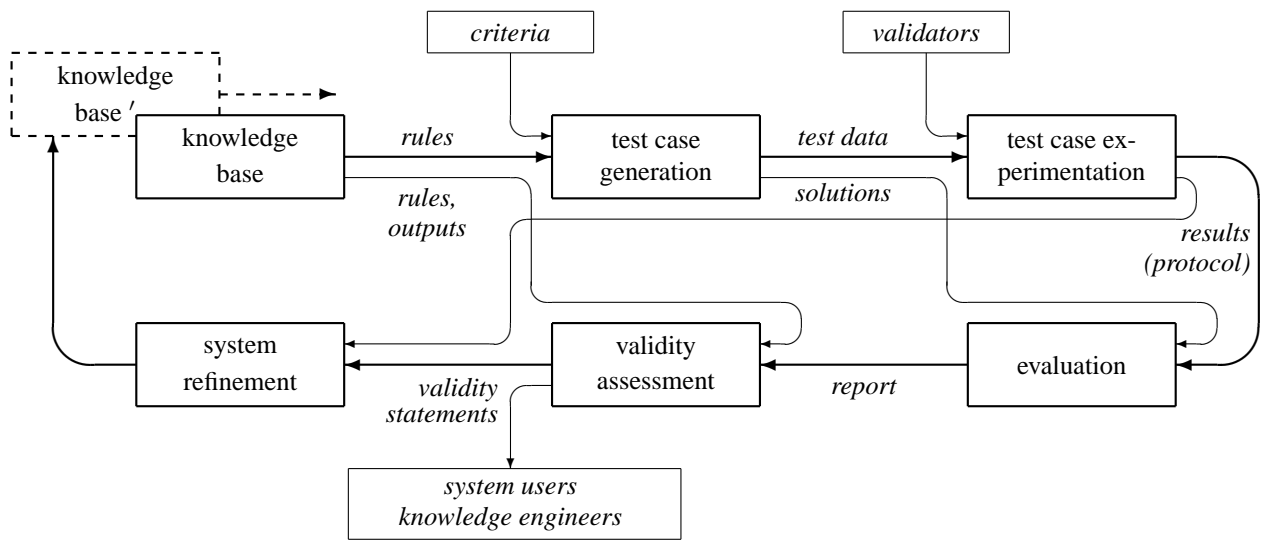 criteria
validators
knowledge
base ′
knowledge
base
rules
test case
generation
test data
test case ex-
perimentation
rules,
outputs
solutions
results
(protocol)
system
refinement
validity
statements
validity
assessment
report
evaluation
system users
knowledge engineers